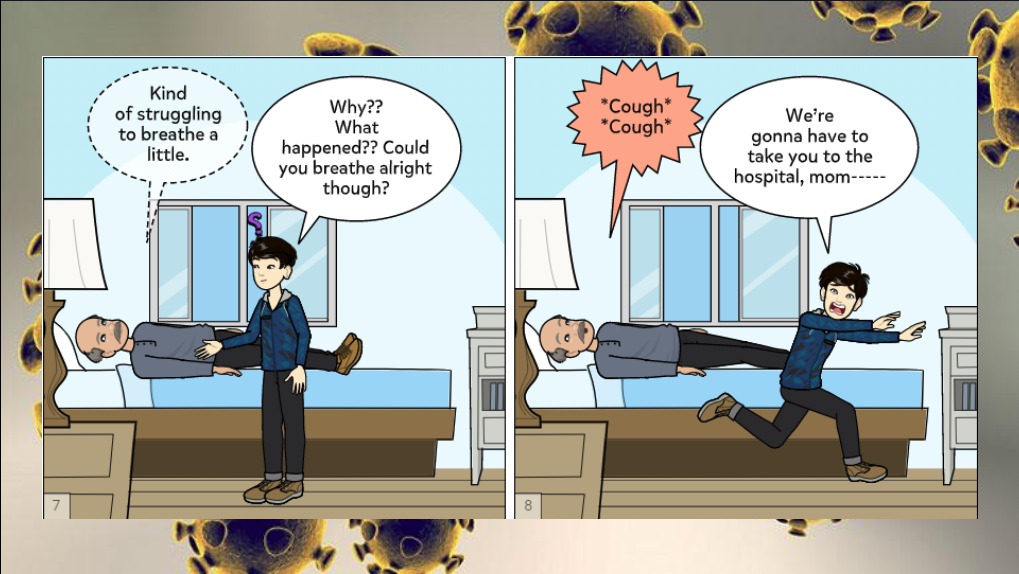 Kind
of struggling
to breathe a
little.
Why??
What
happened?? Could
you breathe alright
though?
?
7
*Cough*
*Cough*
We're
gonna have to
take you to the
hospital, mom-----
8